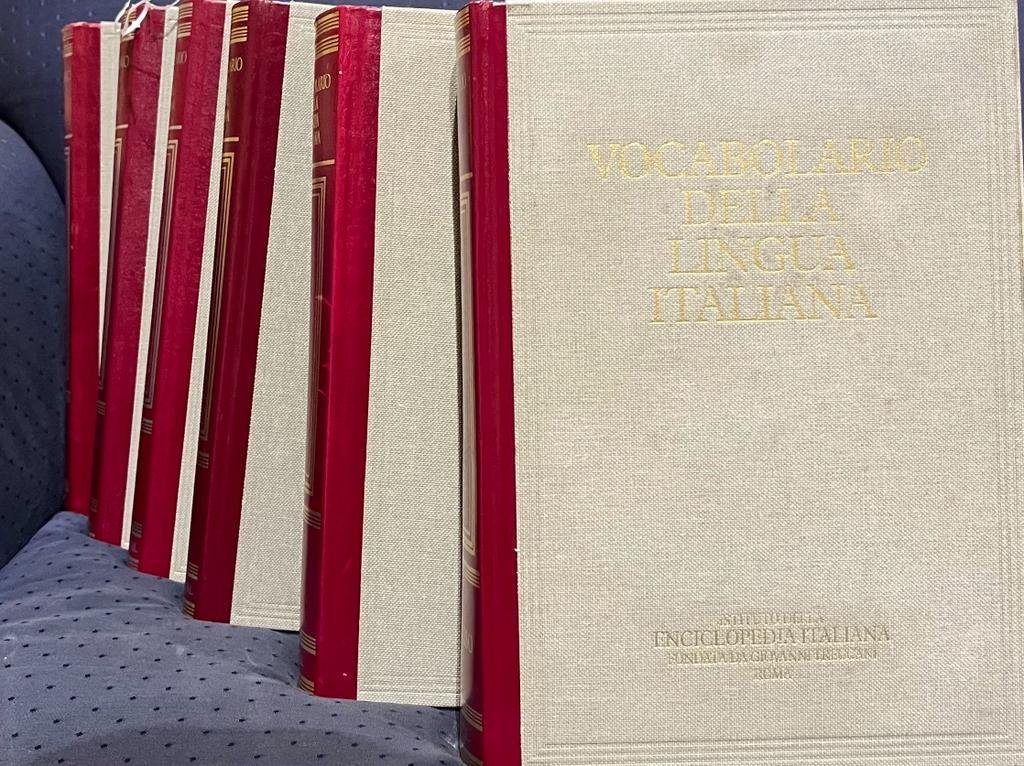 VOCABOLARIO
DELLA
LINGUA
ITALIANA
ISTITUTO DELLA
ENCICLOPEDIA ITALIANA
FONDATA DA GIOVANNI TRECCANI
ROMA